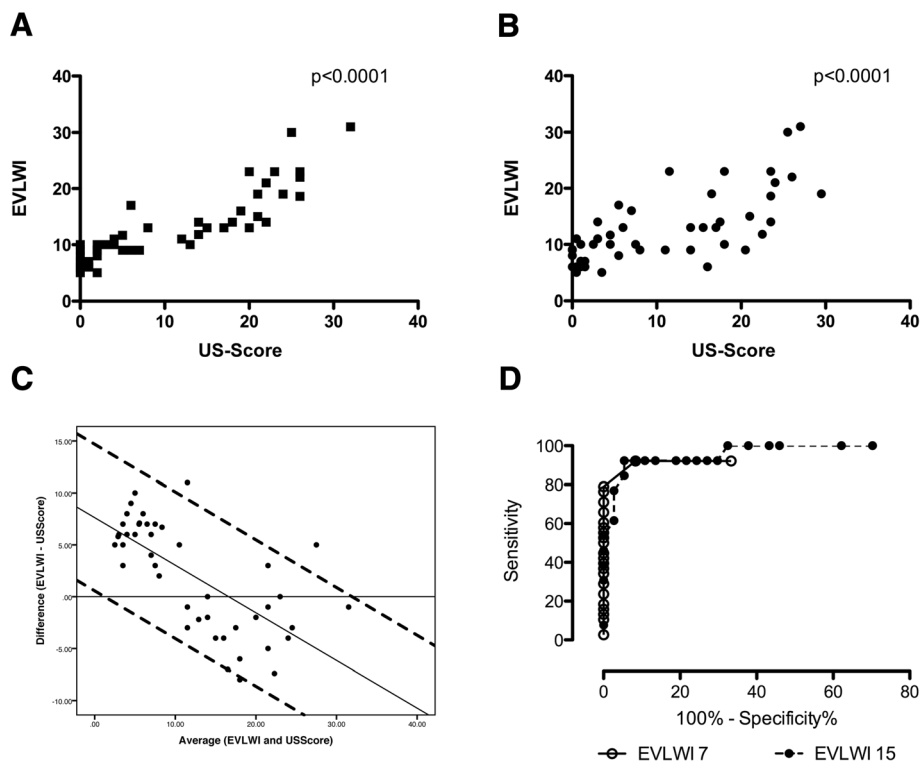 A
p<0.0001
EVLWI
40
30
20
10
0
0 10 20 30 40
US-Score
B
p<0.0001
EVLWI
40
30
20
10
0
0 10 20 30 40
US-Score
C
Difference (EVLWI - USScore)
15.00
10.00
5.00
.00
-5.00
-10.00
.00 10.00 20.00 30.00 40.00
Average (EVLWI and USScore)
D
Sensitivity
100
80
60
40
20
0
0 20 40 60 80
100% - Specificity%
EVLWI 7 EVLWI 15